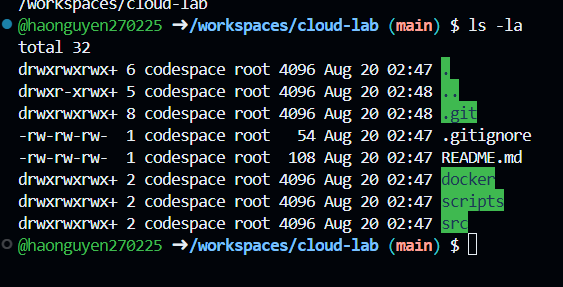 /workspaces/cloud-lab
@haonguyen270225 ➜/workspaces/cloud-lab (main) $ ls -la
total 32
drwxrwxrwx+ 6 codespace root 4096 Aug 20 02:47 .
drwxr-xrwx+ 5 codespace root 4096 Aug 20 02:48 ..
drwxrwxrwx+ 8 codespace root 4096 Aug 20 02:48 .git
-rw-rw-rw-  1 codespace root   54 Aug 20 02:47 .gitignore
-rw-rw-rw-  1 codespace root  108 Aug 20 02:47 README.md
drwxrwxrwx+ 2 codespace root 4096 Aug 20 02:47 docker
drwxrwxrwx+ 2 codespace root 4096 Aug 20 02:47 scripts
drwxrwxrwx+ 2 codespace root 4096 Aug 20 02:47 src
@haonguyen270225 ➜/workspaces/cloud-lab (main) $